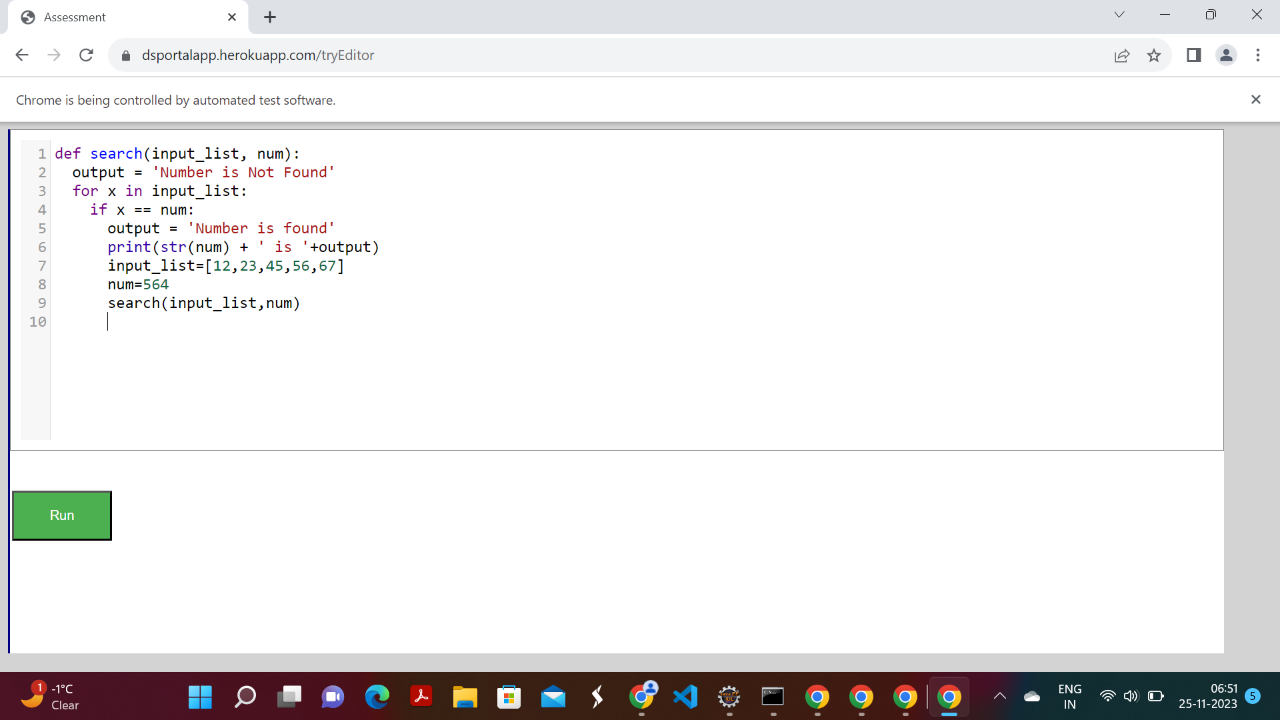 Assessment
dsportalapp.herokuapp.com/tryEditor
Chrome is being controlled by automated test software.
1 def search(input_list, num):
2   output = 'Number is Not Found'
3   for x in input_list:
4     if x == num:
5       output = 'Number is found'
6       print(str(num) + ' is '+output)
7       input_list=[12,23,45,56,67]
8       num=564
9       search(input_list,num)
10
Run
1
-1°C
Clear
ENG
IN
06:51
25-11-2023
5